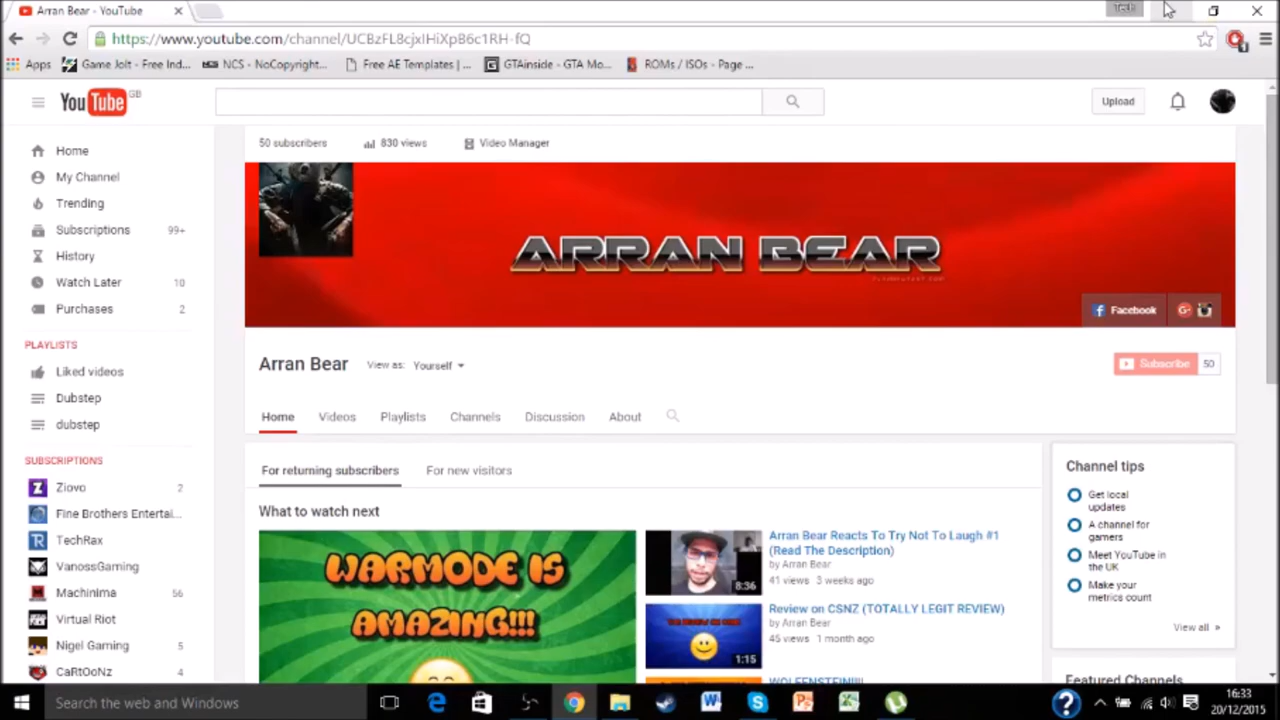 Arran Bear - YouTube
Tech
https://www.youtube.com/channel/UCBzFL8cjxIHiXpB6c1RH-fQ
Apps
Game Jolt - Free Ind...
NCS - NoCopyright...
Free AE Templates | ...
GTAinside - GTA Mo...
ROMs / ISOs - Page ...
YouTube GB
Upload
50 subscribers
830 views
Video Manager
Home
My Channel
Trending
Subscriptions 99+
History
Watch Later 10
Purchases 2
PLAYLISTS
Liked videos
Dubstep
dubstep
SUBSCRIPTIONS
Ziovo 2
Fine Brothers Entertai...
TechRax
VanossGaming
Machinima 56
Virtual Riot
Nigel Gaming 5
CaRtOoNz 4
ARRAN BEAR
Facebook
Arran Bear
View as: Yourself
Subscribe 50
Home
Videos
Playlists
Channels
Discussion
About
For returning subscribers
For new visitors
What to watch next
WARMODE IS
AMAZING!!!
8:36
Arran Bear Reacts To Try Not To Laugh #1
(Read The Description)
by Arran Bear
41 views 3 weeks ago
1:15
Review on CSNZ (TOTALLY LEGIT REVIEW)
by Arran Bear
45 views 1 month ago
Channel tips
Get local
updates
A channel for
gamers
Meet YouTube in
the UK
Make your
metrics count
View all »
Featured Channels
Search the web and Windows
16:33
20/12/2015